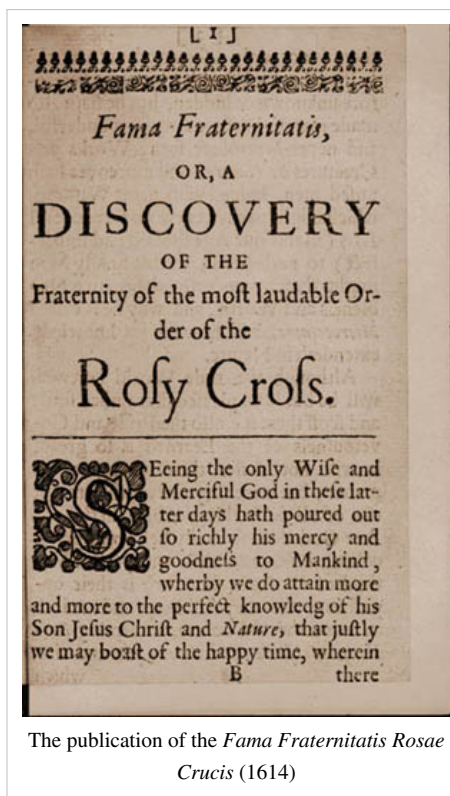 [ 1 ]
Fama Fraternitatis,
OR, A
DISCOVERY
OF THE
Fraternity of the moſt laudable Or-
der of the
Roſy Croſs.
SEeing the only Wiſe and
Merciful God in theſe lat-
ter days hath poured out
ſo richly his mercy and
goodneſs to Mankind,
wherby we do attain more
and more to the perfect knowledg of his
Son Jeſus Chriſt and Nature, that juſtly
we may boaſt of the happy time, wherein
B there
The publication of the Fama Fraternitatis Rosae
Crucis (1614)